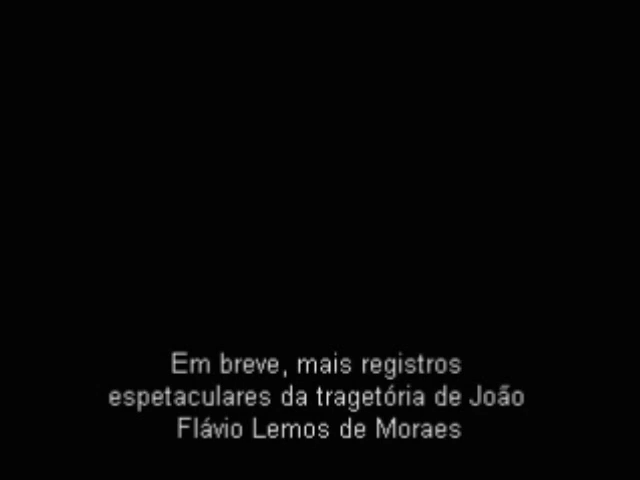 Em breve, mais registros
espetaculares da tragetória de João
Flávio Lemos de Moraes